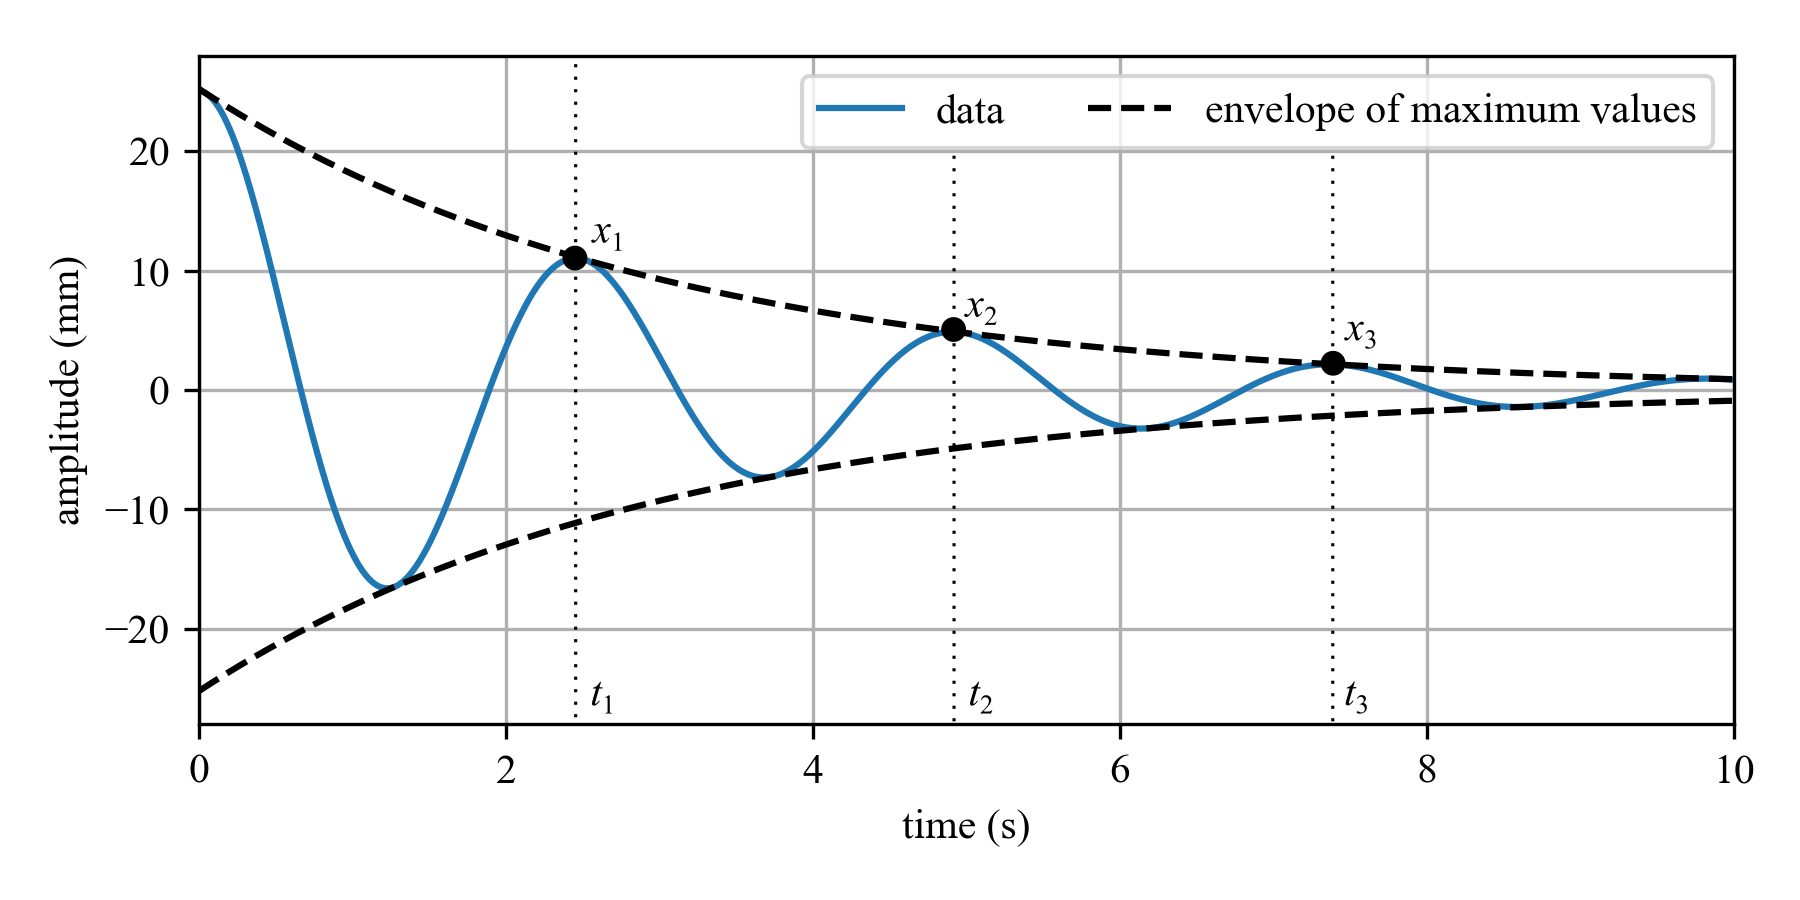 data
envelope of maximum values
20
10
0
−10
−20
amplitude (mm)
x1
x2
x3
t1
t2
t3
0
2
4
6
8
10
time (s)